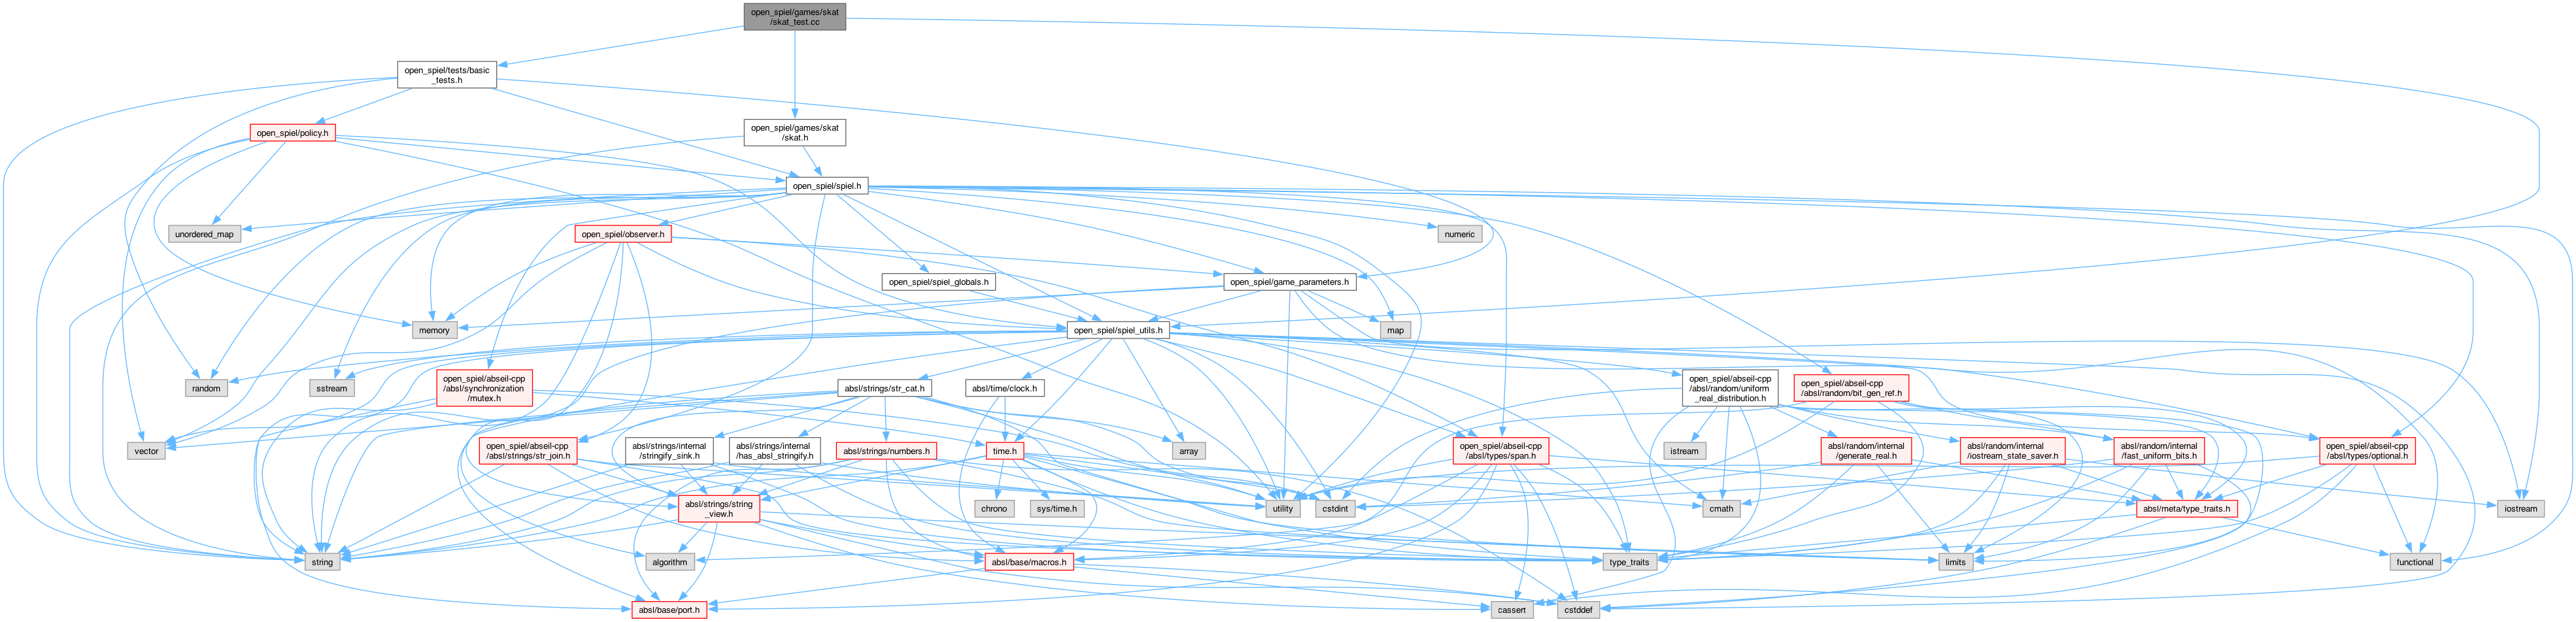 open_spiel/games/skat
/skat_test.cc
open_spiel/tests/basic
_tests.h
open_spiel/policy.h
open_spiel/games/skat
/skat.h
open_spiel/spiel.h
unordered_map
open_spiel/observer.h
numeric
open_spiel/spiel_globals.h
open_spiel/game_parameters.h
memory
open_spiel/spiel_utils.h
map
random
sstream
open_spiel/abseil-cpp
/absl/synchronization
/mutex.h
absl/strings/str_cat.h
absl/time/clock.h
open_spiel/abseil-cpp
/absl/random/uniform
_real_distribution.h
open_spiel/abseil-cpp
/absl/random/bit_gen_ref.h
vector
open_spiel/abseil-cpp
/absl/strings/str_join.h
absl/strings/internal
/stringify_sink.h
absl/strings/internal
/has_absl_stringify.h
absl/strings/numbers.h
time.h
array
open_spiel/abseil-cpp
/absl/types/span.h
istream
absl/random/internal
/generate_real.h
absl/random/internal
/iostream_state_saver.h
absl/random/internal
/fast_uniform_bits.h
open_spiel/abseil-cpp
/absl/types/optional.h
absl/strings/string
_view.h
chrono
sys/time.h
utility
cstdint
cmath
absl/meta/type_traits.h
iostream
string
algorithm
absl/base/macros.h
type_traits
limits
functional
absl/base/port.h
cassert
cstddef